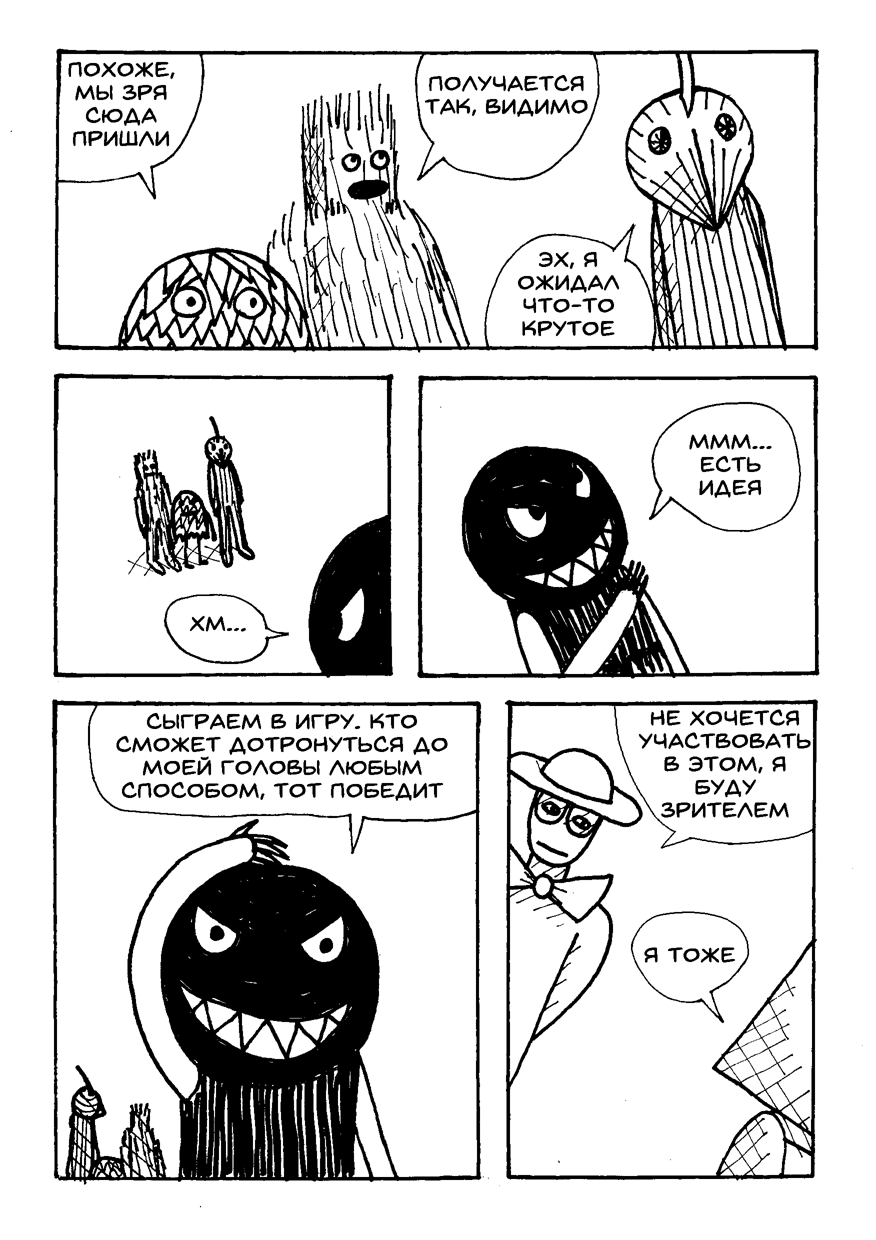 ПОХОЖЕ,
МЫ ЗРЯ
СЮДА
ПРИШЛИ
ПОЛУЧАЕТСЯ
ТАК, ВИДИМО
ЭХ, Я
ОЖИДАЛ
ЧТО-ТО
КРУТОЕ
ХМ...
МММ...
ЕСТЬ
ИДЕЯ
СЫГРАЕМ В ИГРУ. КТО
СМОЖЕТ ДОТРОНУТЬСЯ ДО
МОЕЙ ГОЛОВЫ ЛЮБЫМ
СПОСОБОМ, ТОТ ПОБЕДИТ
НЕ ХОЧЕТСЯ
УЧАСТВОВАТЬ
В ЭТОМ, Я
БУДУ
ЗРИТЕЛЕМ
Я ТОЖЕ